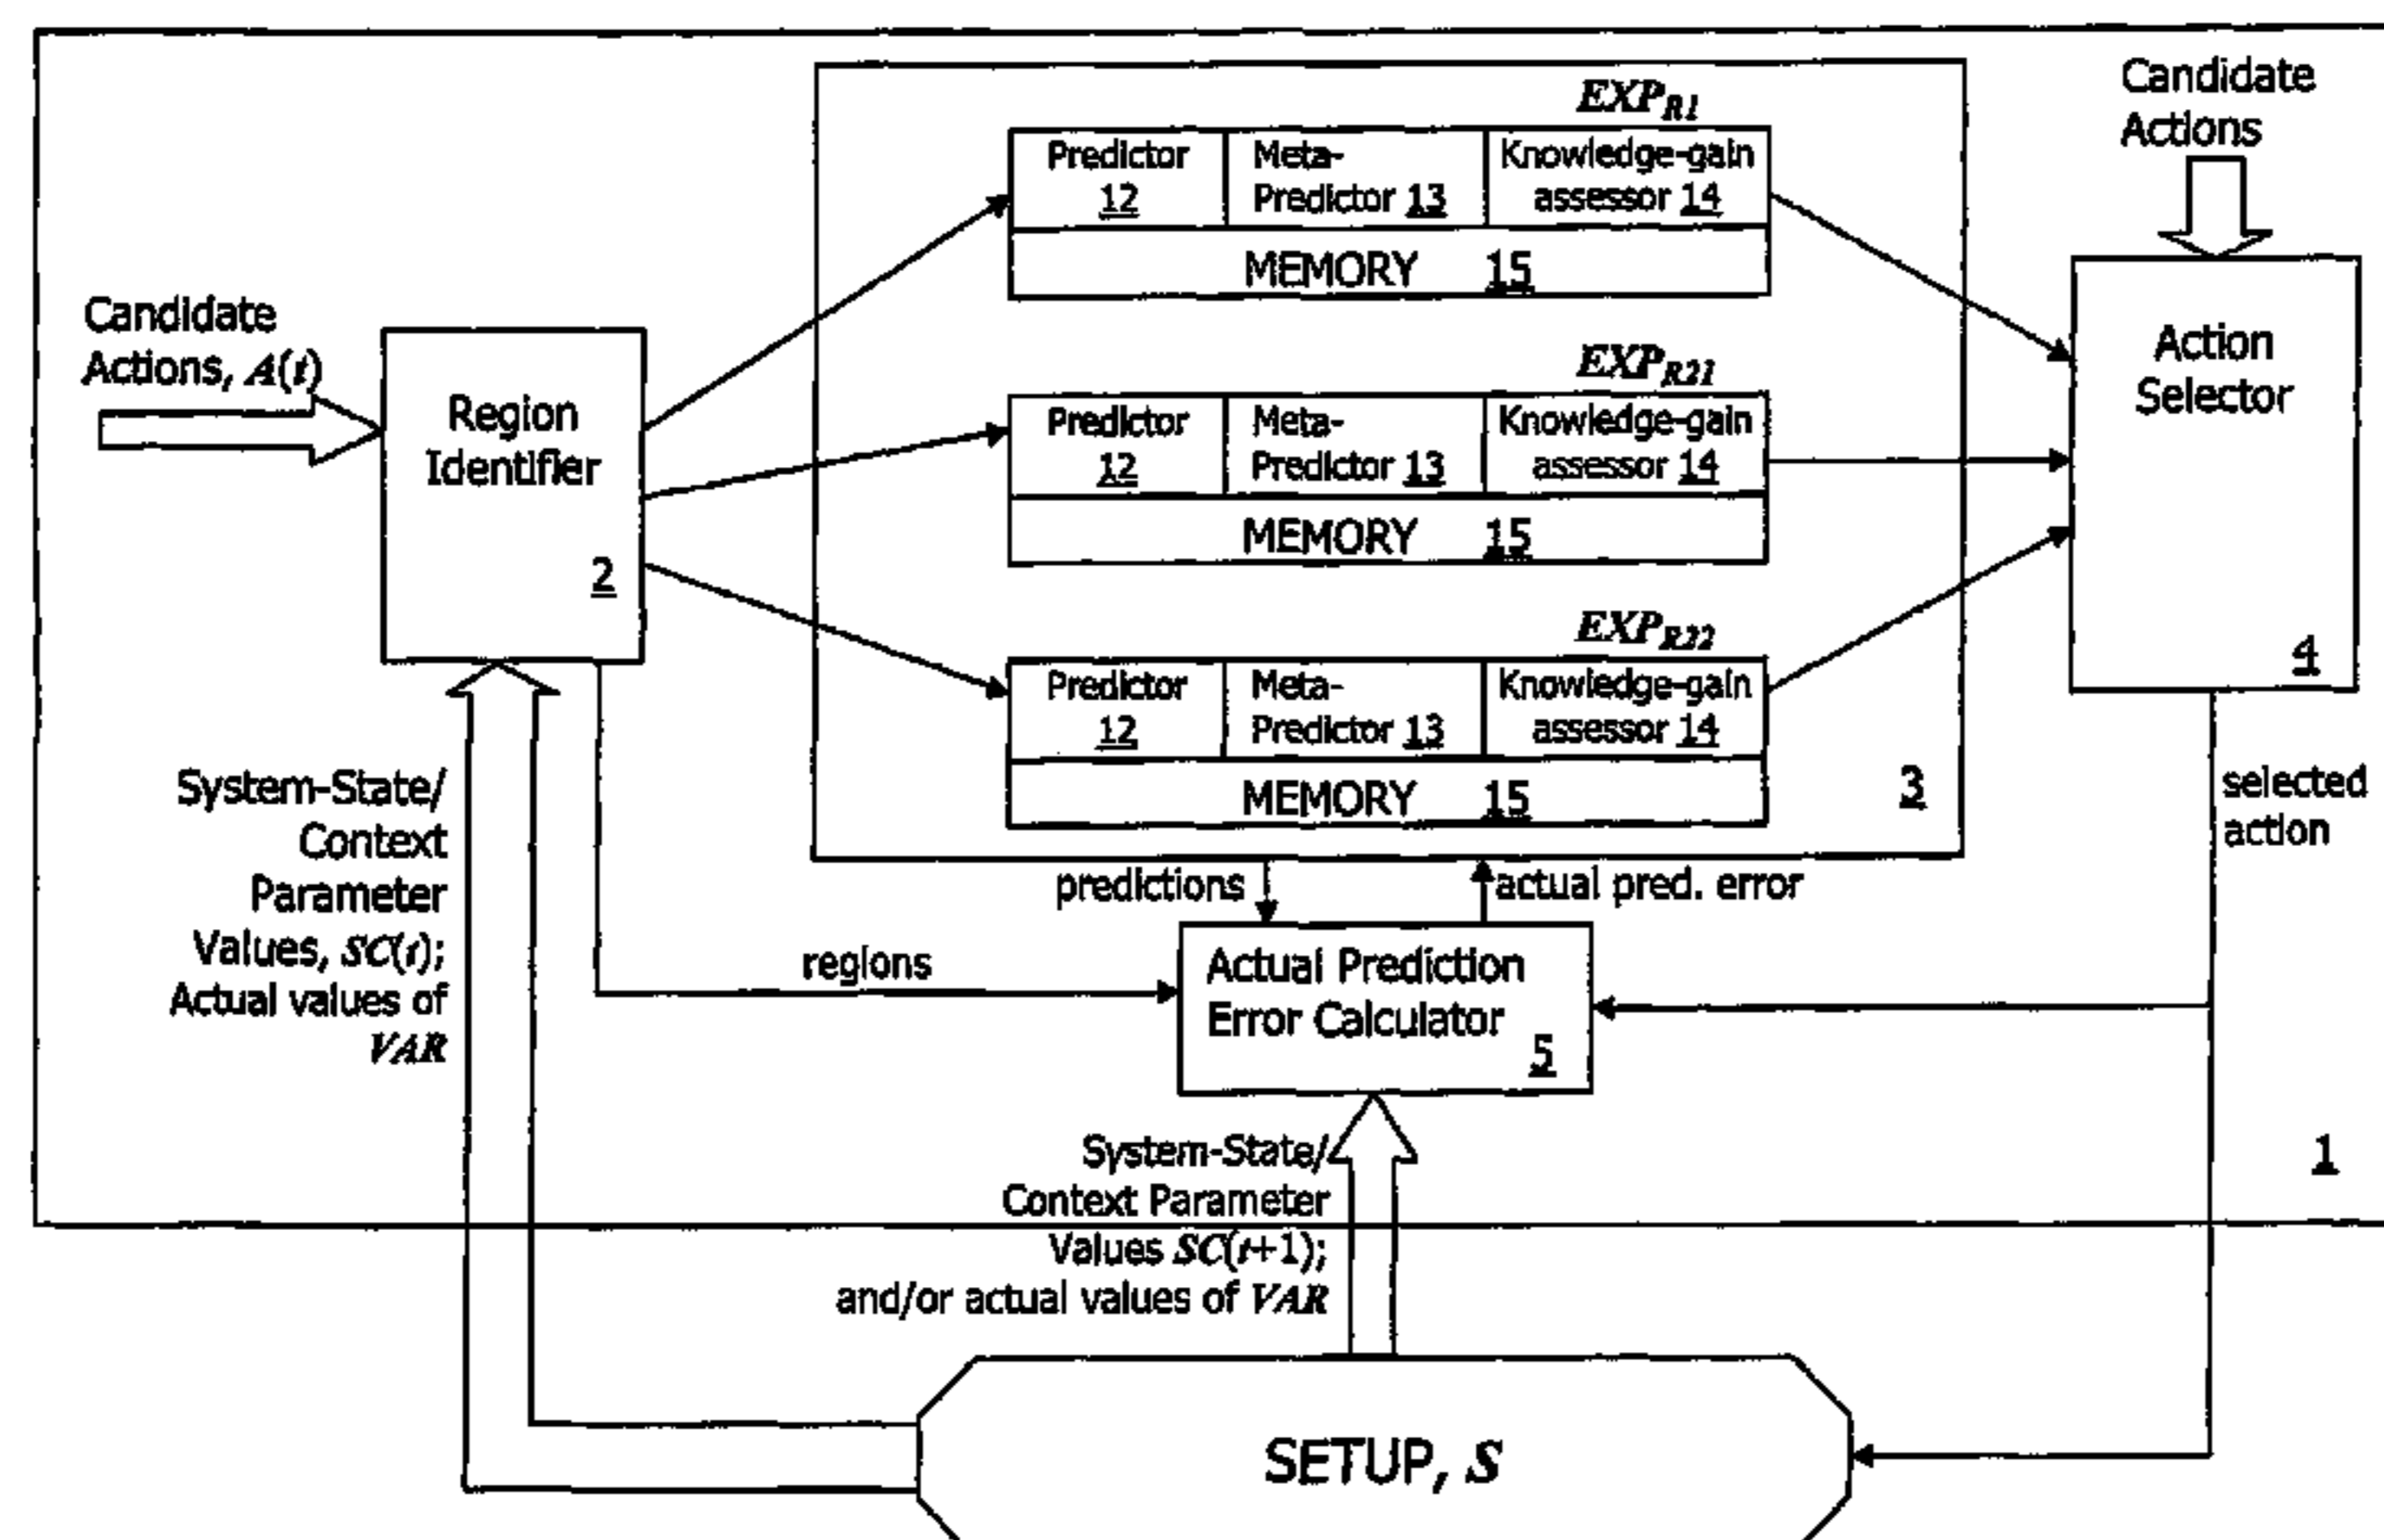 Candidate
Actions
EXP_R1
Predictor
12
Meta-
Predictor 13
Knowledge-gain
assessor 14
MEMORY 15
Candidate
Actions, A(t)
Region
Identifier
2
EXP_R21
Predictor
12
Meta-
Predictor 13
Knowledge-gain
assessor 14
MEMORY 15
Action
Selector
4
EXP_R22
Predictor
12
Meta-
Predictor 13
Knowledge-gain
assessor 14
MEMORY 15
3
selected
action
System-State/
Context
Parameter
Values, SC(t);
Actual values of
VAR
predictions
actual pred. error
regions
Actual Prediction
Error Calculator
5
1
System-State/
Context Parameter
Values SC(t+1);
and/or actual values of VAR
SETUP, S